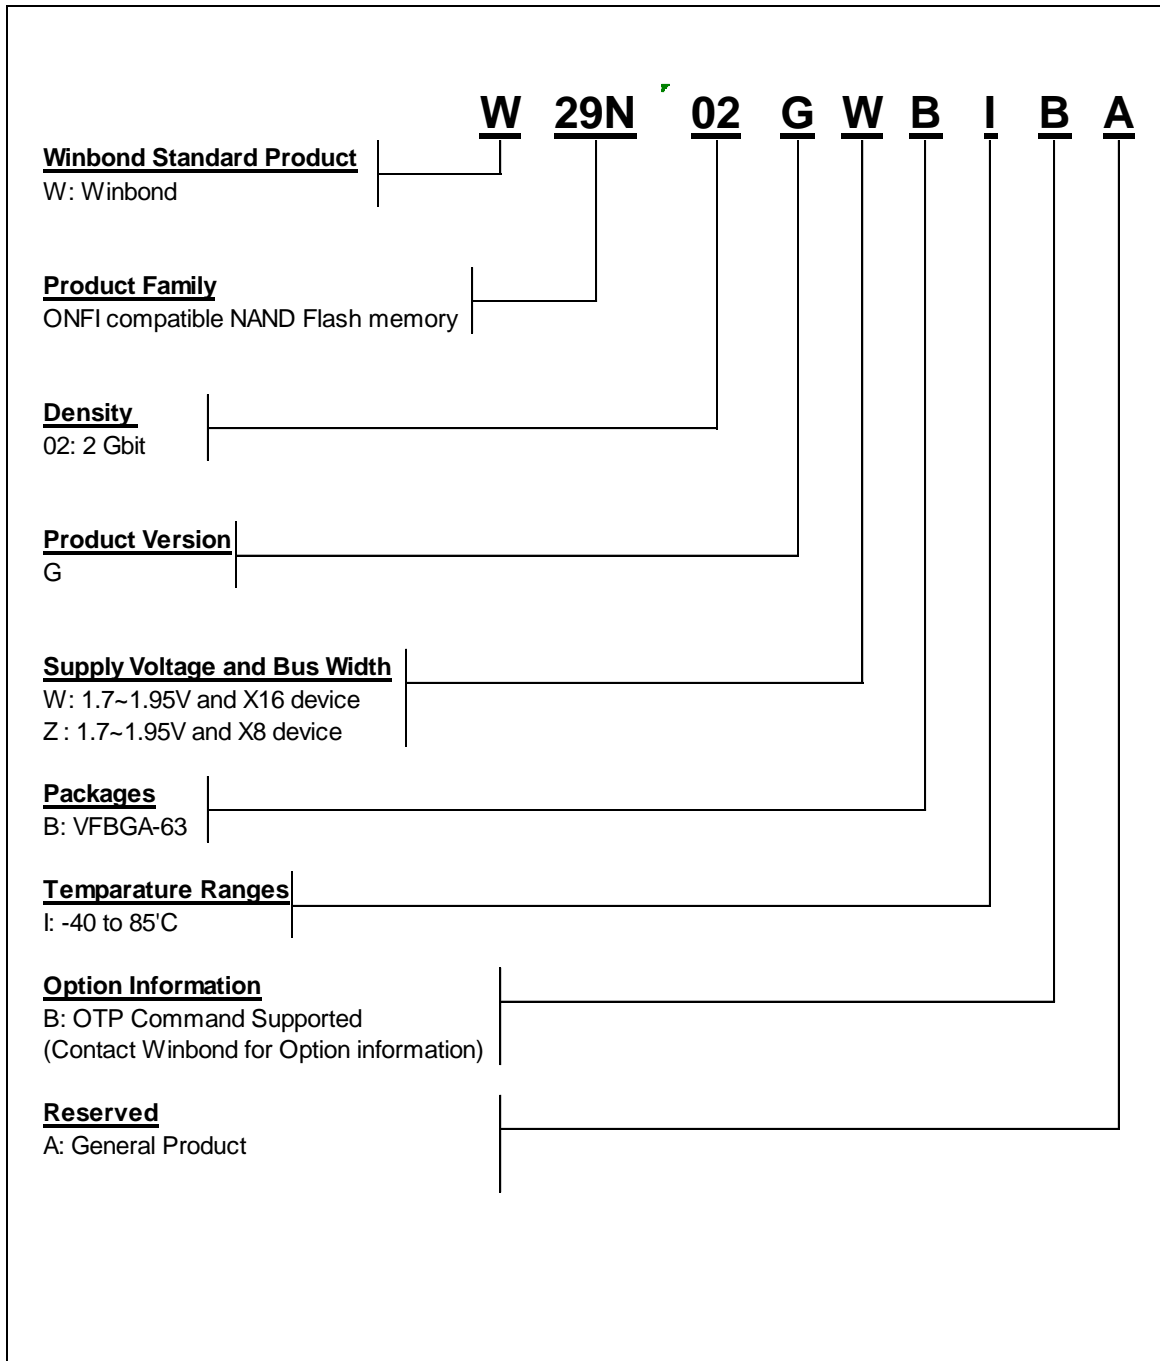 W 29N 02 G W B I B A
Winbond Standard Product
W: Winbond
Product Family
ONFI compatible NAND Flash memory
Density
02: 2 Gbit
Product Version
G
Supply Voltage and Bus Width
W: 1.7~1.95V and X16 device
Z : 1.7~1.95V and X8 device
Packages
B: VFBGA-63
Temparature Ranges
I: -40 to 85'C
Option Information
B: OTP Command Supported
(Contact Winbond for Option information)
Reserved
A: General Product